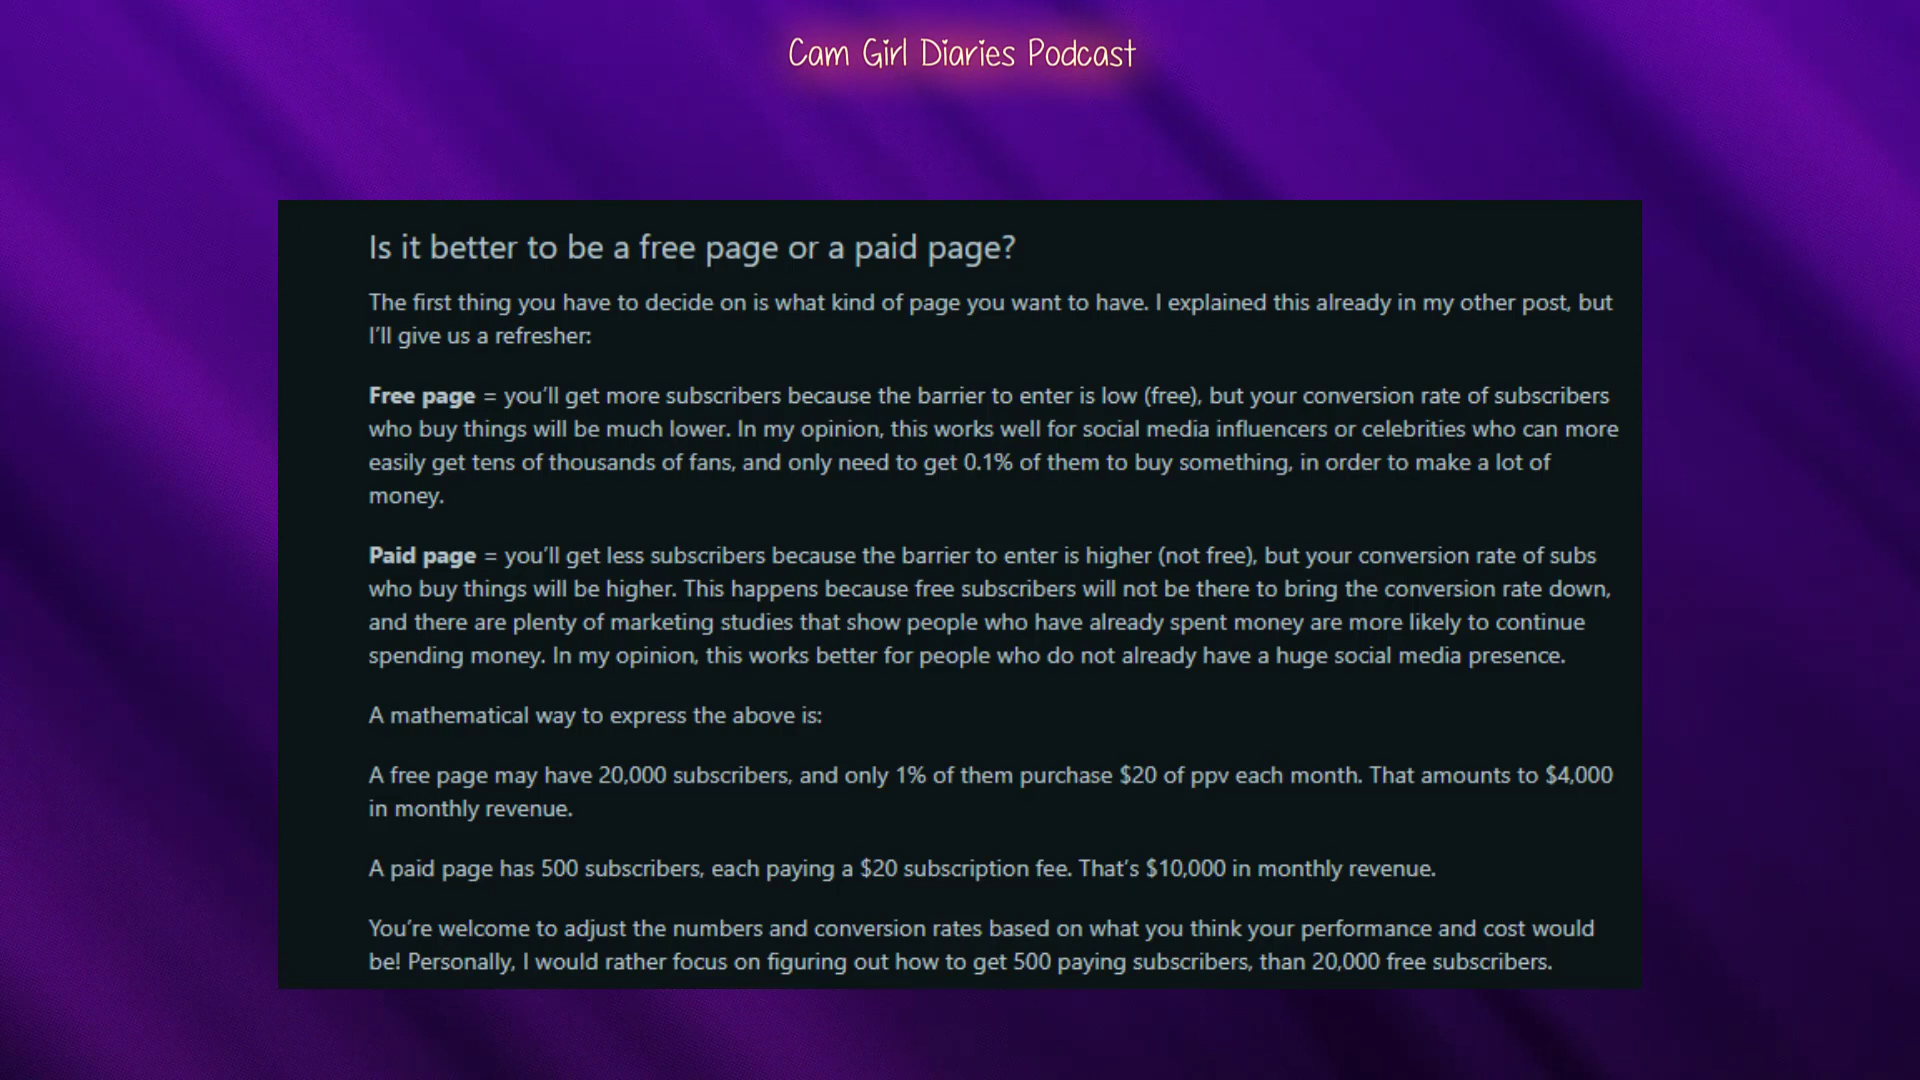 Cam Girl Diaries Podcast
Is it better to be a free page or a paid page?
The first thing you have to decide on is what kind of page you want to have. I explained this already in my other post, but
I’ll give us a refresher:
Free page = you’ll get more subscribers because the barrier to enter is low (free), but your conversion rate of subscribers
who buy things will be much lower. In my opinion, this works well for social media influencers or celebrities who can more
easily get tens of thousands of fans, and only need to get 0.1% of them to buy something, in order to make a lot of
money.
Paid page = you’ll get less subscribers because the barrier to enter is higher (not free), but your conversion rate of subs
who buy things will be higher. This happens because free subscribers will not be there to bring the conversion rate down,
and there are plenty of marketing studies that show people who have already spent money are more likely to continue
spending money. In my opinion, this works better for people who do not already have a huge social media presence.
A mathematical way to express the above is:
A free page may have 20,000 subscribers, and only 1% of them purchase $20 of ppv each month. That amounts to $4,000
in monthly revenue.
A paid page has 500 subscribers, each paying a $20 subscription fee. That’s $10,000 in monthly revenue.
You’re welcome to adjust the numbers and conversion rates based on what you think your performance and cost would
be! Personally, I would rather focus on figuring out how to get 500 paying subscribers, than 20,000 free subscribers.